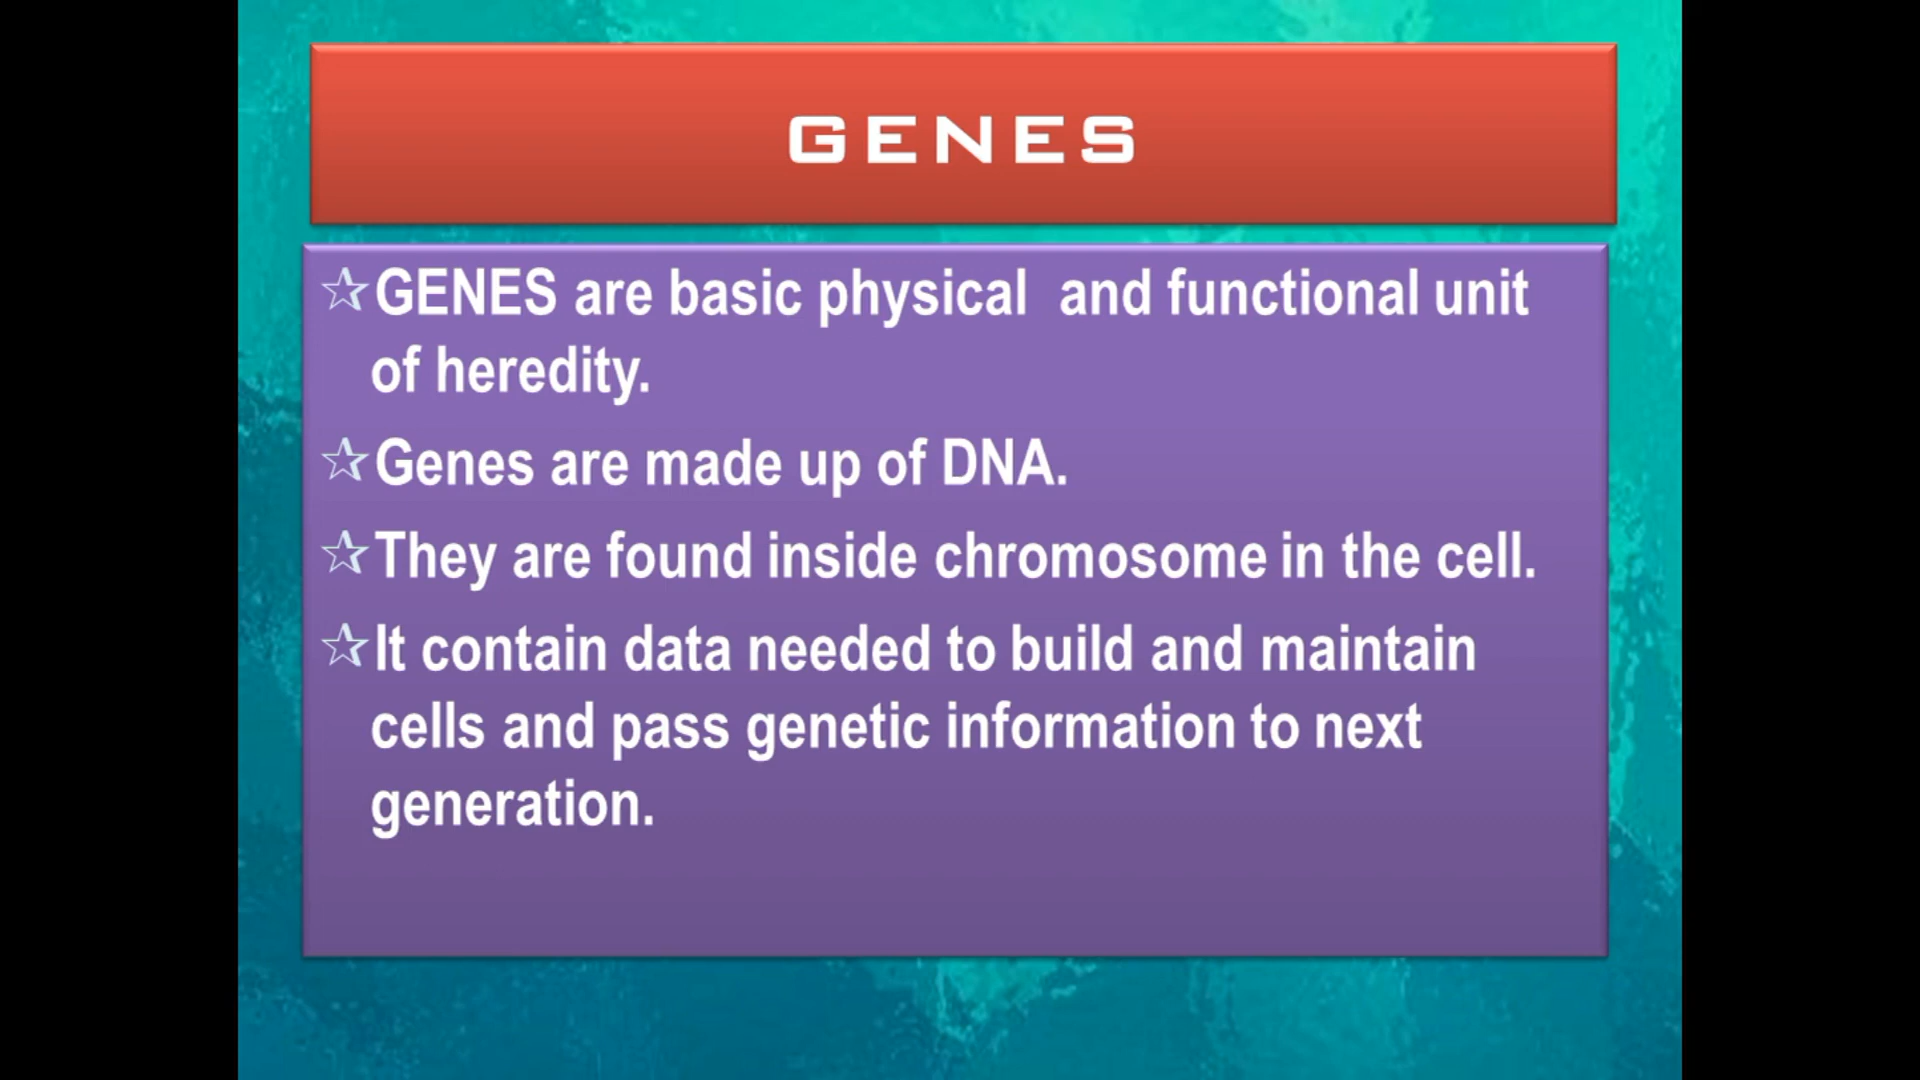 GENES
☆GENES are basic physical  and functional unit
of heredity.
☆Genes are made up of DNA.
☆They are found inside chromosome in the cell.
☆It contain data needed to build and maintain
cells and pass genetic information to next
generation.